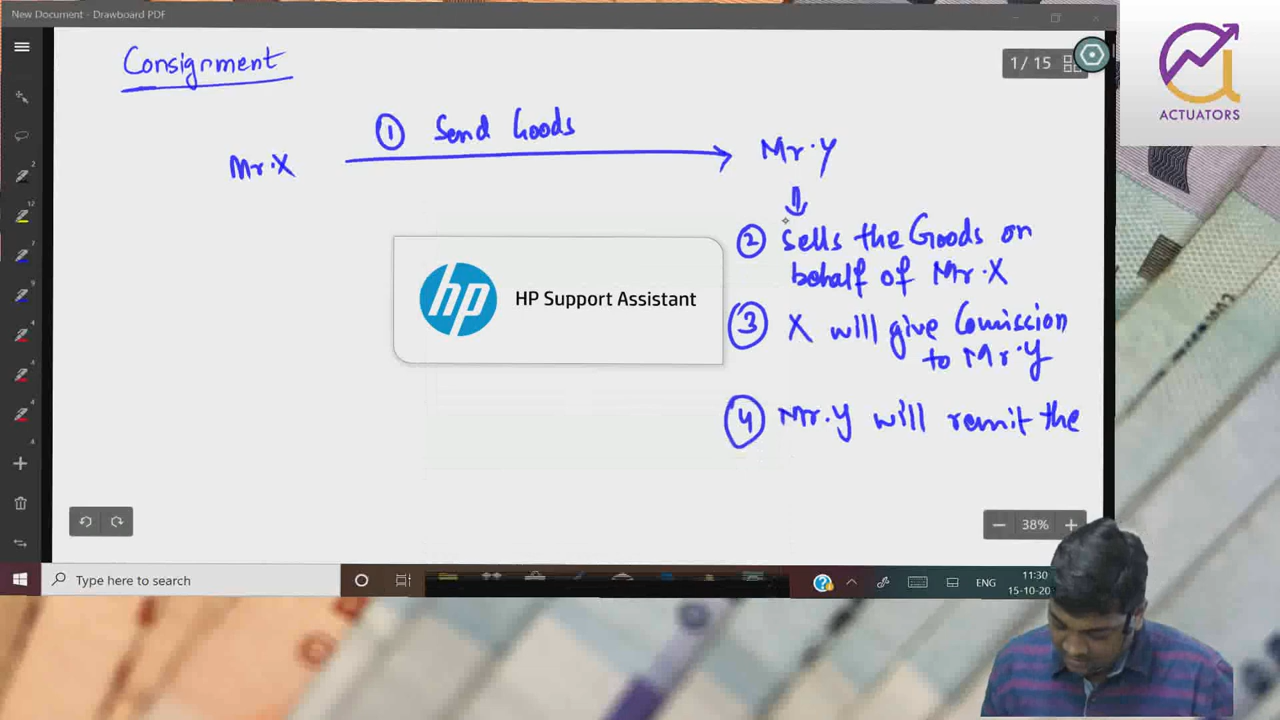 New Document - Drawboard PDF
Consignment
1 / 15
ACTUATORS
① Send Goods
Mr.X
Mr.Y
② Sells the Goods on
behalf of Mr.X
hp HP Support Assistant
③ X will give Comission
to Mr.Y
④ Mr.Y will remit the
38%
Type here to search
ENG
11:30
15-10-20